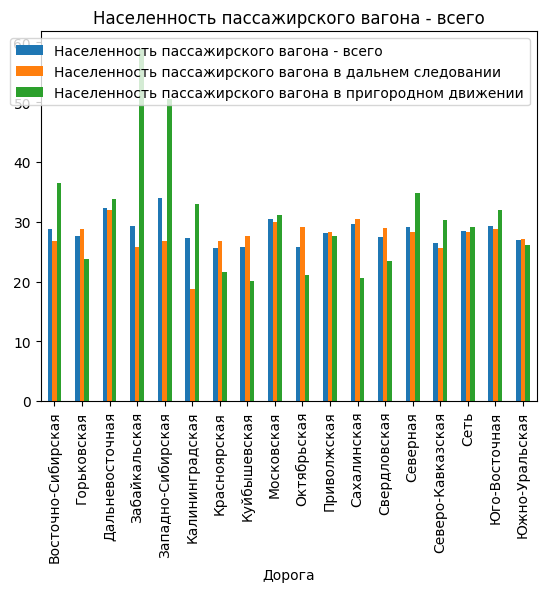 Населенность пассажирского вагона - всего
Населенность пассажирского вагона - всего
Населенность пассажирского вагона в дальнем следовании
Населенность пассажирского вагона в пригородном движении
60
50
40
30
20
10
0
Восточно-Сибирская
Горьковская
Дальневосточная
Забайкальская
Западно-Сибирская
Калининградская
Красноярская
Куйбышевская
Московская
Октябрьская
Приволжская
Сахалинская
Свердловская
Северная
Северо-Кавказская
Сеть
Юго-Восточная
Южно-Уральская
Дорога